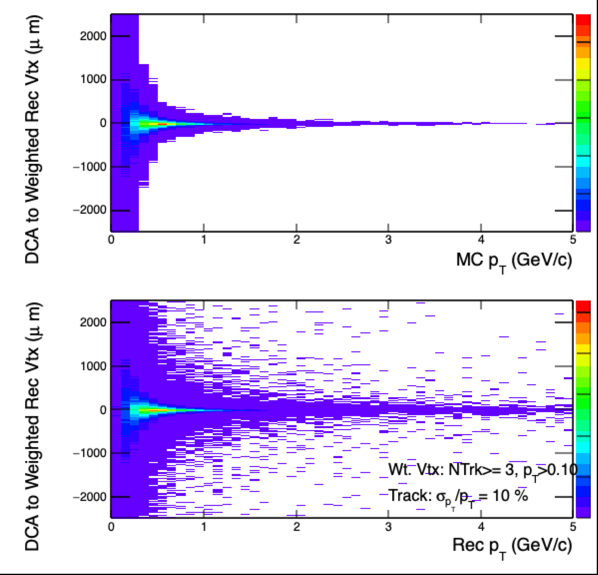 DCA to Weighted Rec Vtx (μ m)
2000
1000
0
−1000
−2000
0 1 2 3 4 5
MC p_T (GeV/c)
DCA to Weighted Rec Vtx (μ m)
2000
1000
0
−1000
−2000
Wt. Vtx: NTrk>= 3, p_T>0.10
Track: σ_{p_T}/p_T = 10 %
0 1 2 3 4 5
Rec p_T (GeV/c)